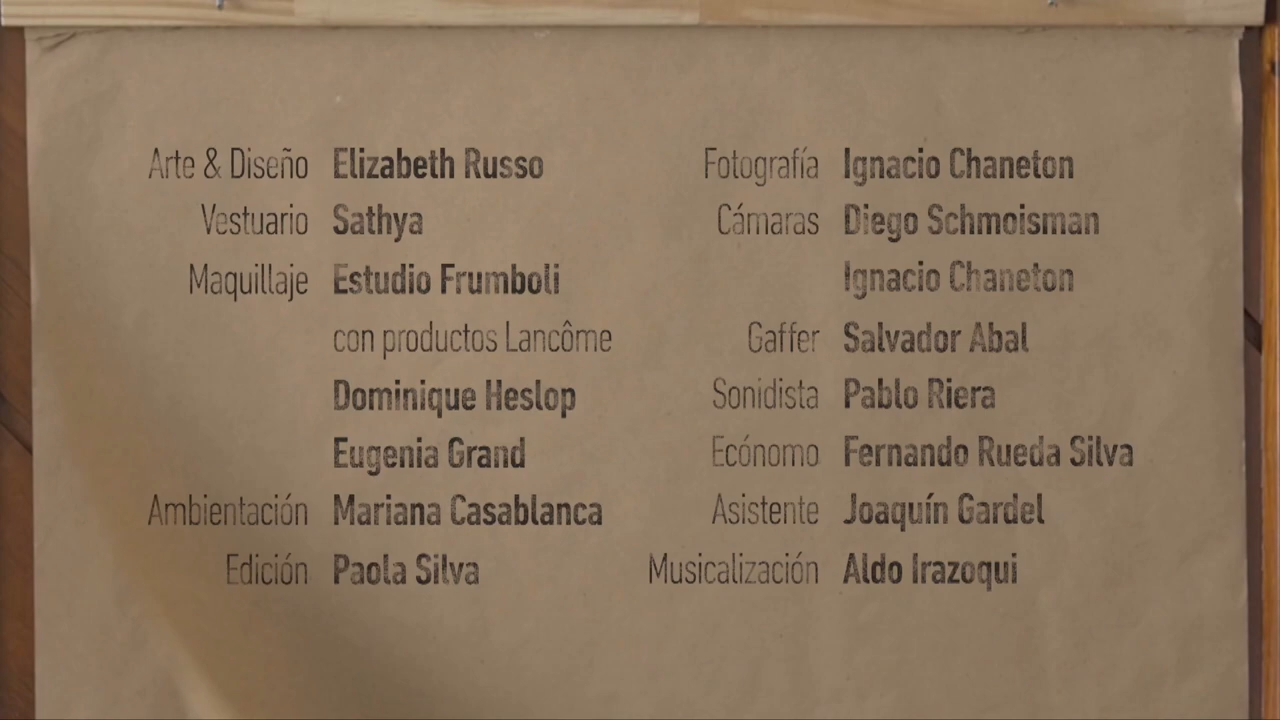 Arte & Diseño Elizabeth Russo
Vestuario Sathya
Maquillaje Estudio Frumboli
con productos Lancôme
Dominique Heslop
Eugenia Grand
Ambientación Mariana Casablanca
Edición Paola Silva
Fotografía Ignacio Chaneton
Cámaras Diego Schmoisman
Ignacio Chaneton
Gaffer Salvador Abal
Sonidista Pablo Riera
Ecónomo Fernando Rueda Silva
Asistente Joaquín Gardel
Musicalización Aldo Irazoqui